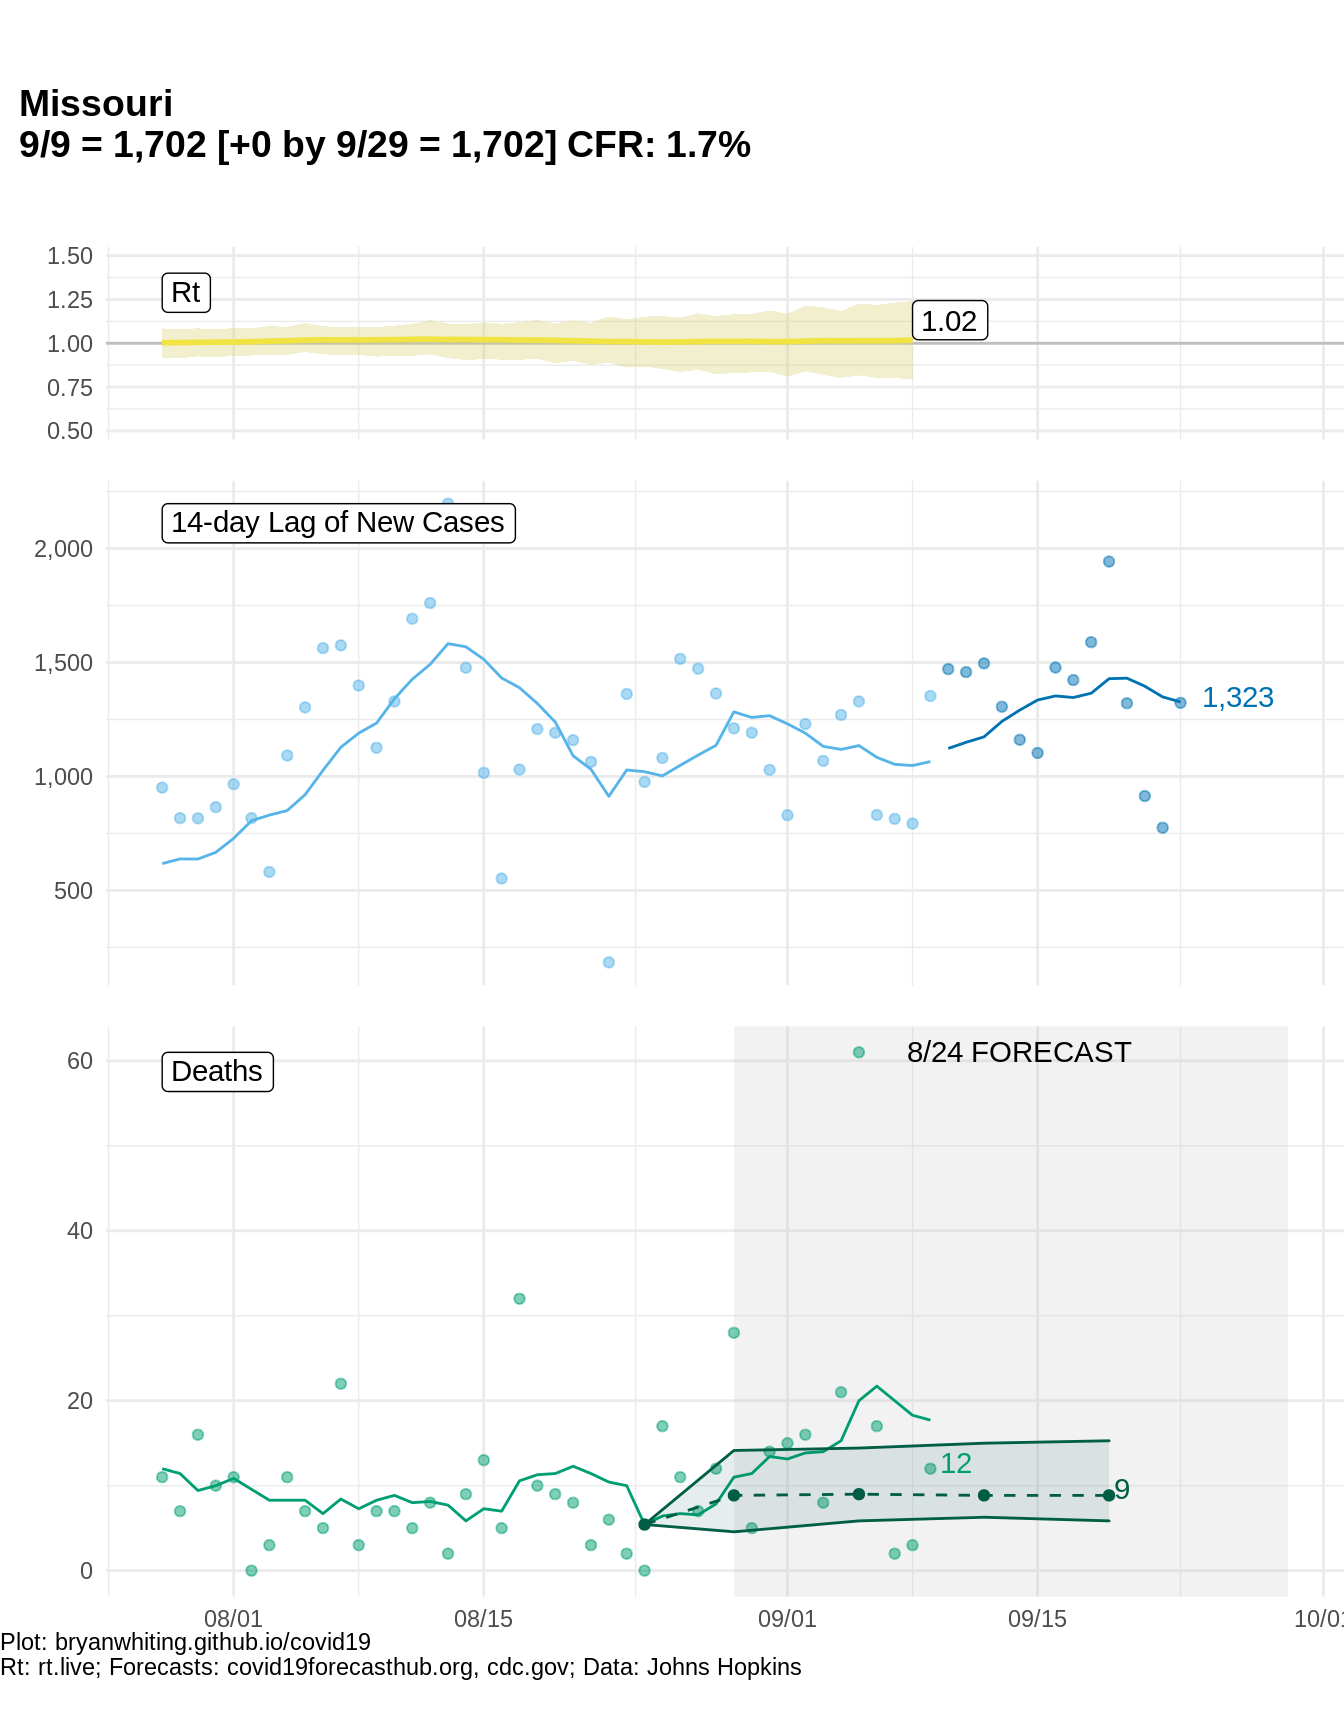 Missouri
9/9 = 1,702 [+0 by 9/29 = 1,702] CFR: 1.7%
1.50
Rt
1.25
1.02
1.00
0.75
0.50
14-day Lag of New Cases
2,000
1,500
1,323
1,000
500
8/24 FORECAST
60
Deaths
40
20
12
9
0
08/01
08/15
09/01
09/15
10/01
Plot: bryanwhiting.github.io/covid19
Rt: rt.live; Forecasts: covid19forecasthub.org, cdc.gov; Data: Johns Hopkins